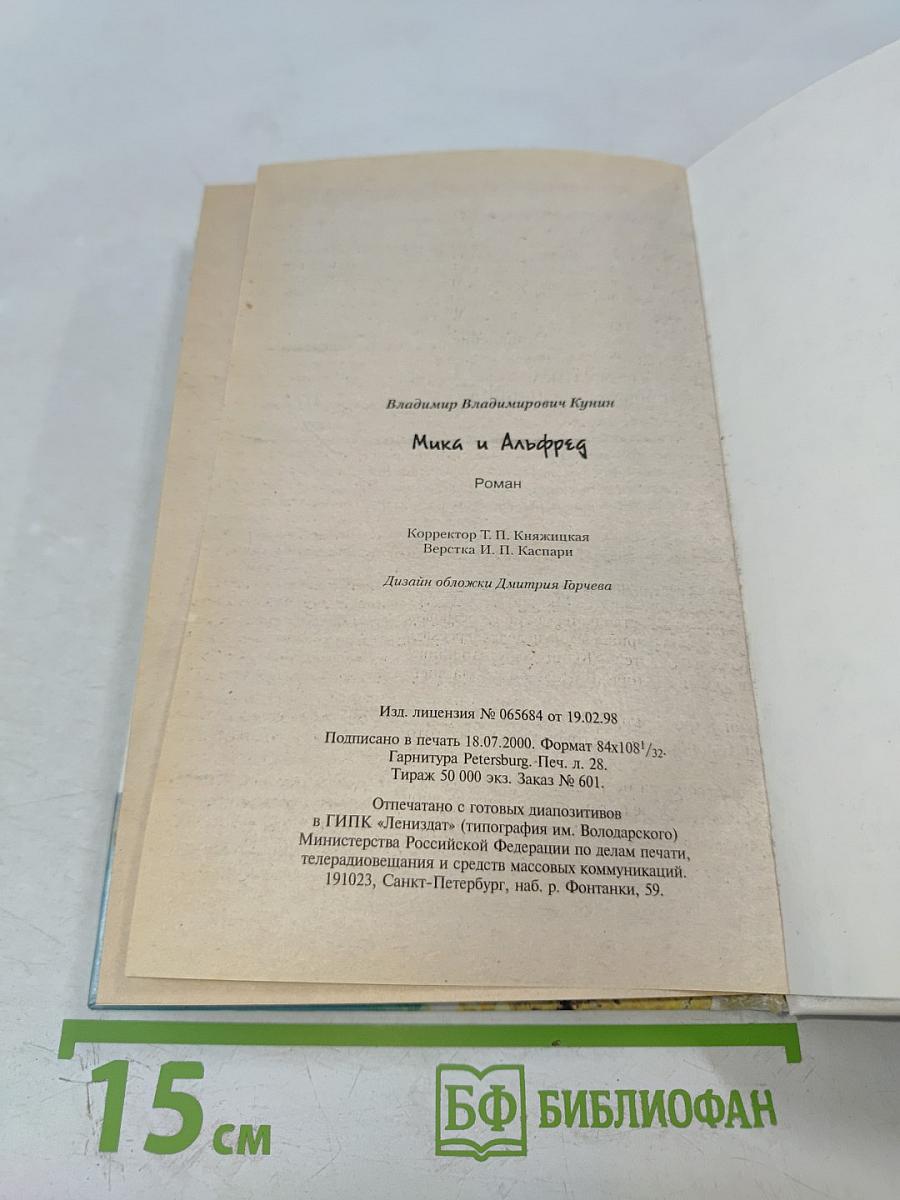 Владимир Владимирович Кунин
Мика и Альфред
Роман
Корректор Т. П. Княжицкая
Верстка И. П. Каспари
Дизайн обложки Дмитрия Горчева
Изд. лицензия № 065684 от 19.02.98
Подписано в печать 18.07.2000. Формат 84х108¹/₃₂.
Гарнитура Petersburg. Печ. л. 28.
Тираж 50 000 экз. Заказ № 601.
Отпечатано с готовых диапозитивов
в ГИПК «Лениздат» (типография им. Володарского)
Министерства Российской Федерации по делам печати,
телерадиовещания и средств массовых коммуникаций.
191023, Санкт-Петербург, наб. р. Фонтанки, 59.
15 см
БФ БИБЛИОФАН